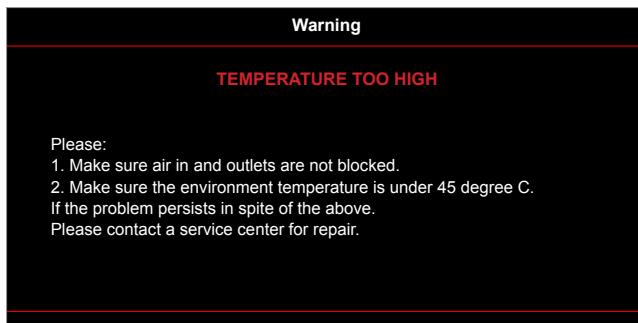 Warning
TEMPERATURE TOO HIGH
Please:
1. Make sure air in and outlets are not blocked.
2. Make sure the environment temperature is under 45 degree C.
If the problem persists in spite of the above.
Please contact a service center for repair.